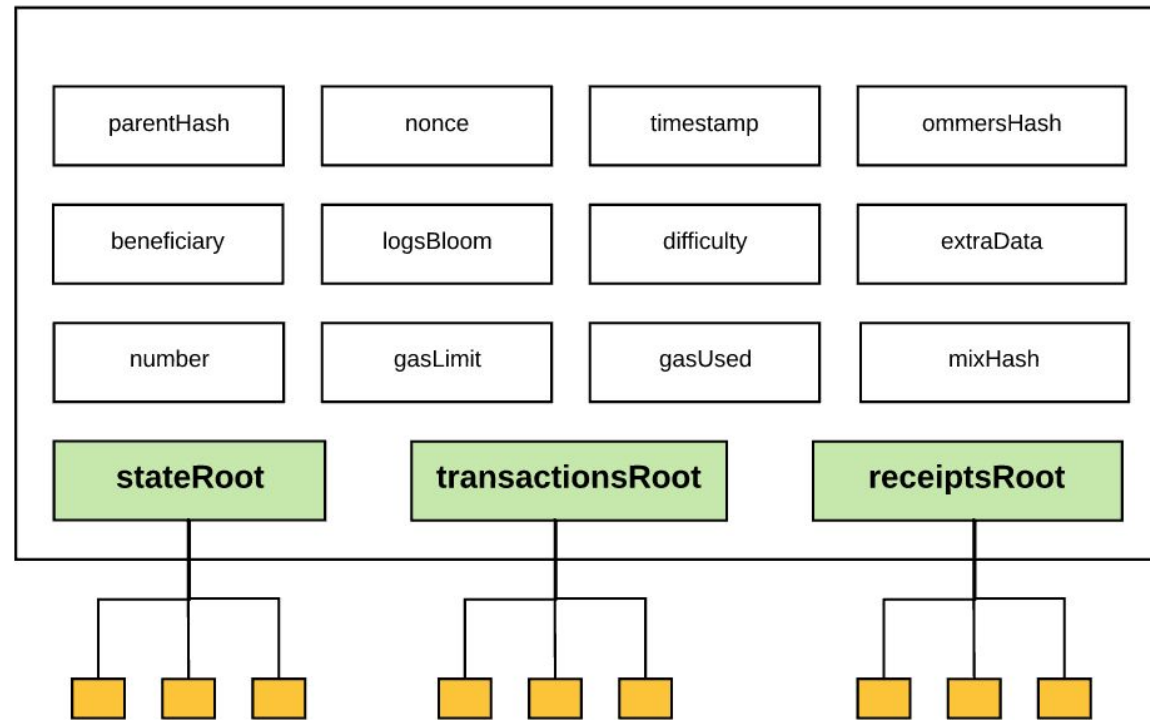 parentHash nonce timestamp ommersHash
beneficiary logsBloom difficulty extraData
number gasLimit gasUsed mixHash
stateRoot transactionsRoot receiptsRoot